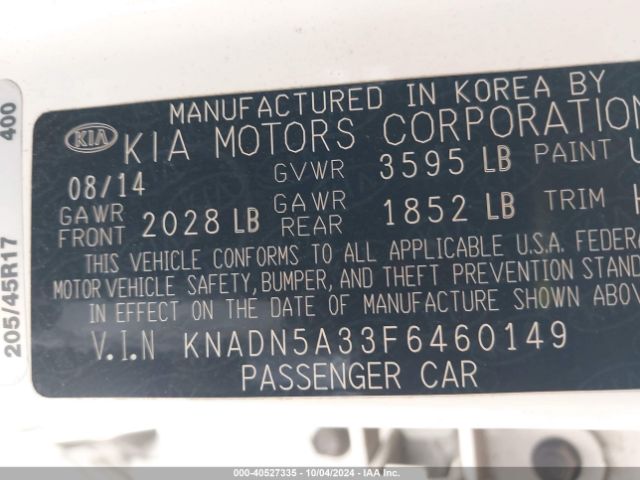 MANUFACTURED IN KOREA BY
KIA KIA MOTORS CORPORATION
08/14 GVWR 3595 LB PAINT
GAWR FRONT 2028 LB GAWR REAR 1852 LB TRIM
THIS VEHICLE CONFORMS TO ALL APPLICABLE U.S.A. FEDER
MOTOR VEHICLE SAFETY, BUMPER, AND THEFT PREVENTION STAND
IN EFFECT ON THE DATE OF MANUFACTURE SHOWN ABOV
V.I.N KNADN5A33F6460149
PASSENGER CAR
205/45R17 400
000-40527335 - 10/04/2024 - IAA Inc.